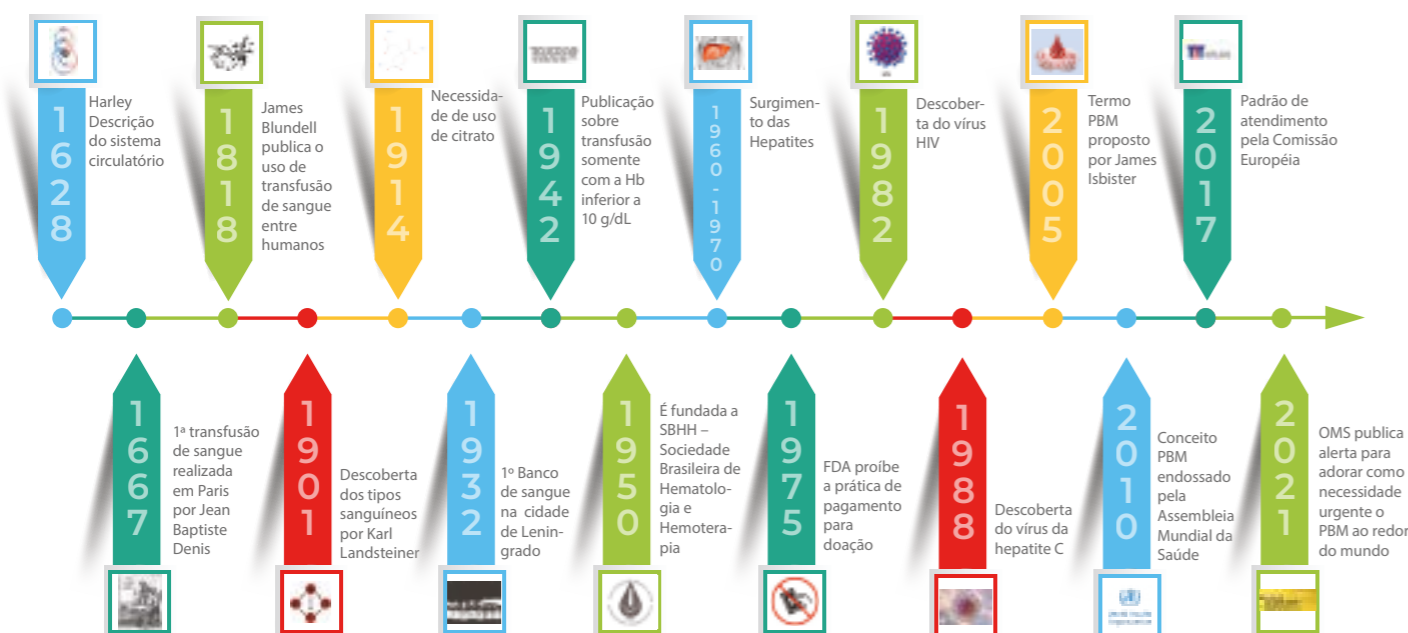 1628
Harley
Descrição
do sistema
circulatório
1818
James
Blundell
publica o
uso de
transfusão
de sangue
entre
humanos
1914
Necessida-
de de uso
de citrato
1942
Publicação
sobre
transfusão
somente
com a Hb
inferior a
10 g/dL
1960-1970
Surgimen-
to das
Hepatites
1982
Descober-
ta do vírus
HIV
2005
Termo
PBM
proposto
por James
Isbister
2017
Padrão de
atendimento
pela Comissão
Européia
1667
1ª transfusão
de sangue
realizada
em Paris
por Jean
Baptiste
Denis
1901
Descoberta
dos tipos
sanguíneos
por Karl
Landsteiner
1932
1º Banco
de sangue
na cidade
de Lenin-
grado
1950
É fundada a
SBHH –
Sociedade
Brasileira de
Hematolo-
gia e
Hemotera-
pia
1975
FDA proíbe
a prática de
pagamento
para
doação
1988
Descoberta
do vírus da
hepatite C
2010
Conceito
PBM
endossado
pela
Assembleia
Mundial da
Saúde
2021
OMS publica
alerta para
adorar como
necessidade
urgente o
PBM ao redor
do mundo